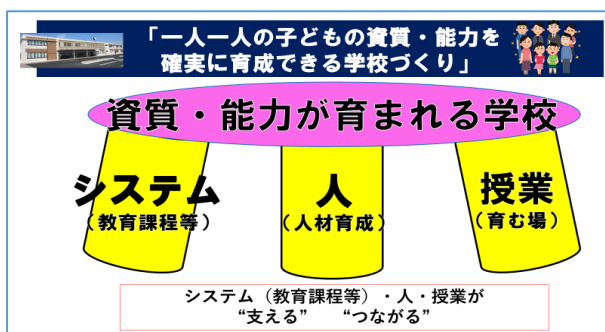 「一人一人の子どもの資質・能力を
確実に育成できる学校づくり」
資質・能力が育まれる学校
システム
（教育課程等）
人
（人材育成）
授業
（育む場）
システム（教育課程等）・人・授業が
“支える”　“つながる”